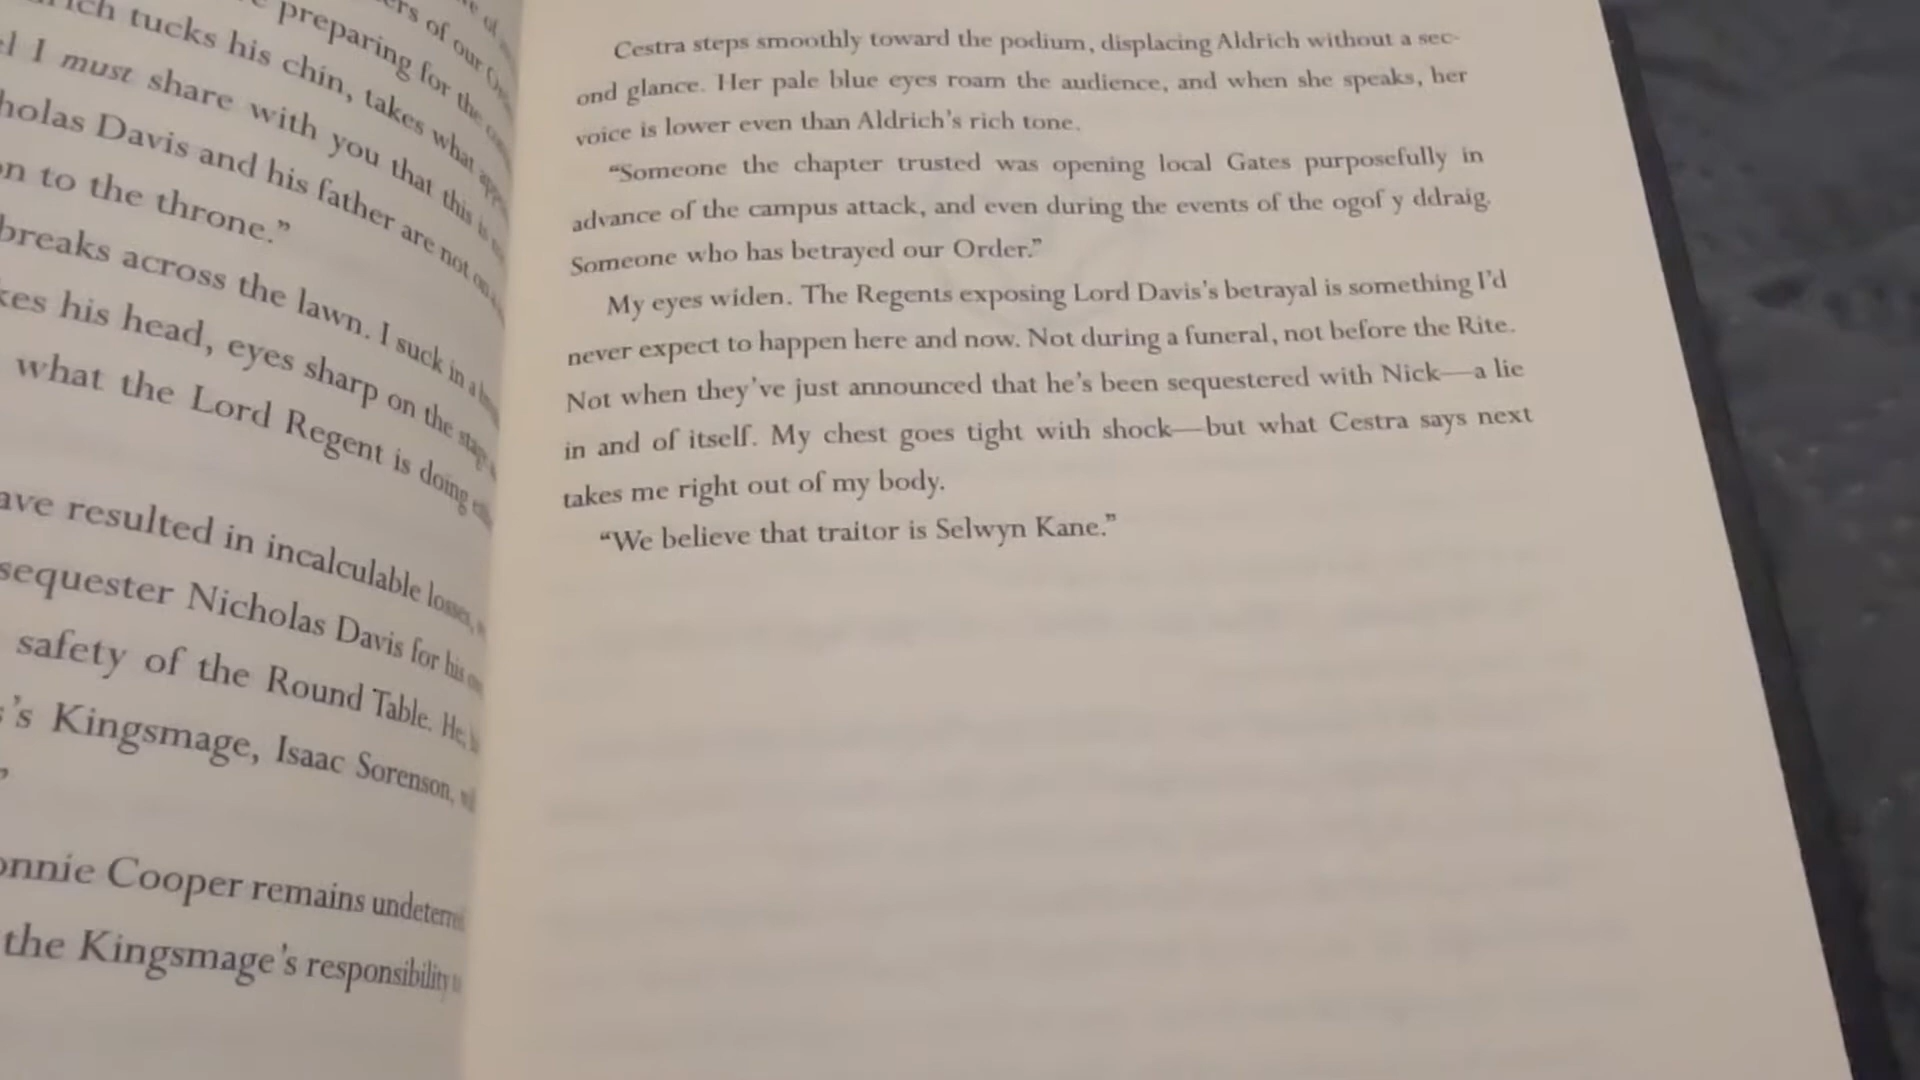 of
ers of our
preparing for the
tucks his chin, takes what
I must share with you that this is
Davis and his father are not on
to the throne.”
breaks across the lawn. I suck in a
his head, eyes sharp on the
what the Lord Regent is doing
resulted in incalculable losses,
sequester Nicholas Davis for his
safety of the Round Table. He,
’s Kingsmage, Isaac Sorenson,
”
Cooper remains
the Kingsmage’s responsibility
Cestra steps smoothly toward the podium, displacing Aldrich without a sec-
ond glance. Her pale blue eyes roam the audience, and when she speaks, her
voice is lower even than Aldrich’s rich tone.
“Someone the chapter trusted was opening local Gates purposefully in
advance of the campus attack, and even during the events of the ogof y ddraig.
Someone who has betrayed our Order.”
My eyes widen. The Regents exposing Lord Davis’s betrayal is something I’d
never expect to happen here and now. Not during a funeral, not before the Rite.
Not when they’ve just announced that he’s been sequestered with Nick—a lie
in and of itself. My chest goes tight with shock—but what Cestra says next
takes me right out of my body.
“We believe that traitor is Selwyn Kane.”